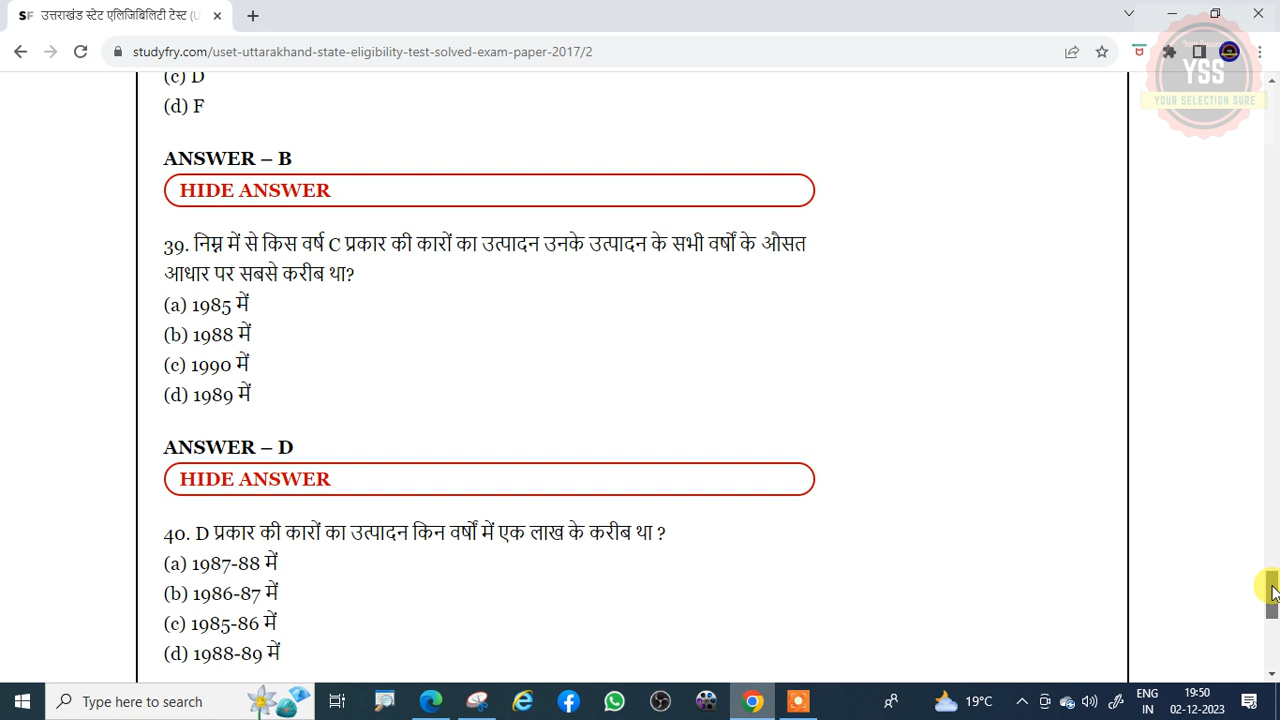 SF उत्तराखंड स्टेट एलिजिबिलिटी टेस्ट (U
studyfry.com/uset-uttarakhand-state-eligibility-test-solved-exam-paper-2017/2
YSS
YOUR SELECTION SURE
(c) D
(d) F
ANSWER – B
HIDE ANSWER
39. निम्न में से किस वर्ष C प्रकार की कारों का उत्पादन उनके उत्पादन के सभी वर्षों के औसत
आधार पर सबसे करीब था?
(a) 1985 में
(b) 1988 में
(c) 1990 में
(d) 1989 में
ANSWER – D
HIDE ANSWER
40. D प्रकार की कारों का उत्पादन किन वर्षों में एक लाख के करीब था ?
(a) 1987-88 में
(b) 1986-87 में
(c) 1985-86 में
(d) 1988-89 में
Type here to search
19°C
ENG
IN
19:50
02-12-2023